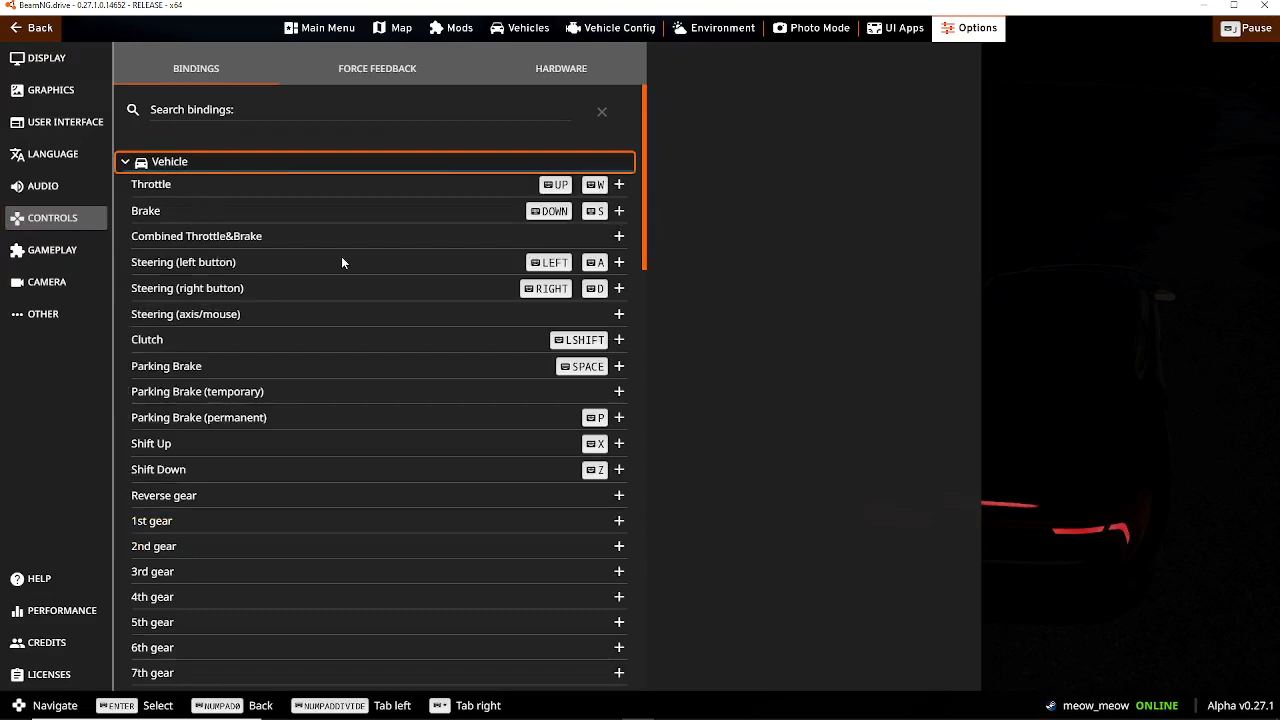 BeamNG.drive - 0.27.1.0.14652 - RELEASE - x64
Back
Main Menu
Map
Mods
Vehicles
Vehicle Config
Environment
Photo Mode
UI Apps
Options
J
Pause
DISPLAY
GRAPHICS
USER INTERFACE
LANGUAGE
AUDIO
CONTROLS
GAMEPLAY
CAMERA
OTHER
HELP
PERFORMANCE
CREDITS
LICENSES
BINDINGS
FORCE FEEDBACK
HARDWARE
Search bindings:
Vehicle
Throttle UP W
Brake DOWN S
Combined Throttle&Brake
Steering (left button) LEFT A
Steering (right button) RIGHT D
Steering (axis/mouse)
Clutch LSHIFT
Parking Brake SPACE
Parking Brake (temporary)
Parking Brake (permanent) P
Shift Up X
Shift Down Z
Reverse gear
1st gear
2nd gear
3rd gear
4th gear
5th gear
6th gear
7th gear
Navigate
ENTER Select
NUMPAD0 Back
NUMPADDIVIDE Tab left
Tab right
meow_meow ONLINE
Alpha v0.27.1